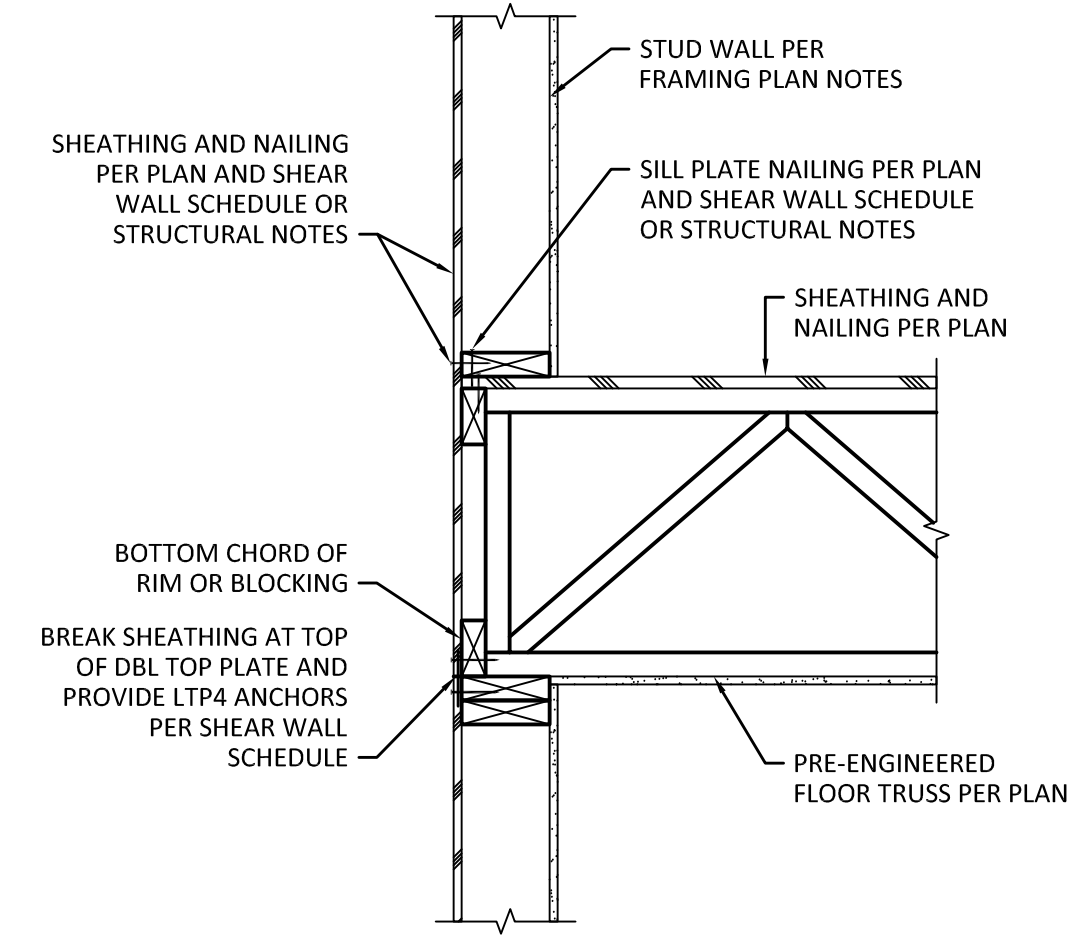 STUD WALL PER
FRAMING PLAN NOTES
SHEATHING AND NAILING
PER PLAN AND SHEAR
WALL SCHEDULE OR
STRUCTURAL NOTES
SILL PLATE NAILING PER PLAN
AND SHEAR WALL SCHEDULE
OR STRUCTURAL NOTES
SHEATHING AND
NAILING PER PLAN
BOTTOM CHORD OF
RIM OR BLOCKING
BREAK SHEATHING AT TOP
OF DBL TOP PLATE AND
PROVIDE LTP4 ANCHORS
PER SHEAR WALL
SCHEDULE
PRE-ENGINEERED
FLOOR TRUSS PER PLAN